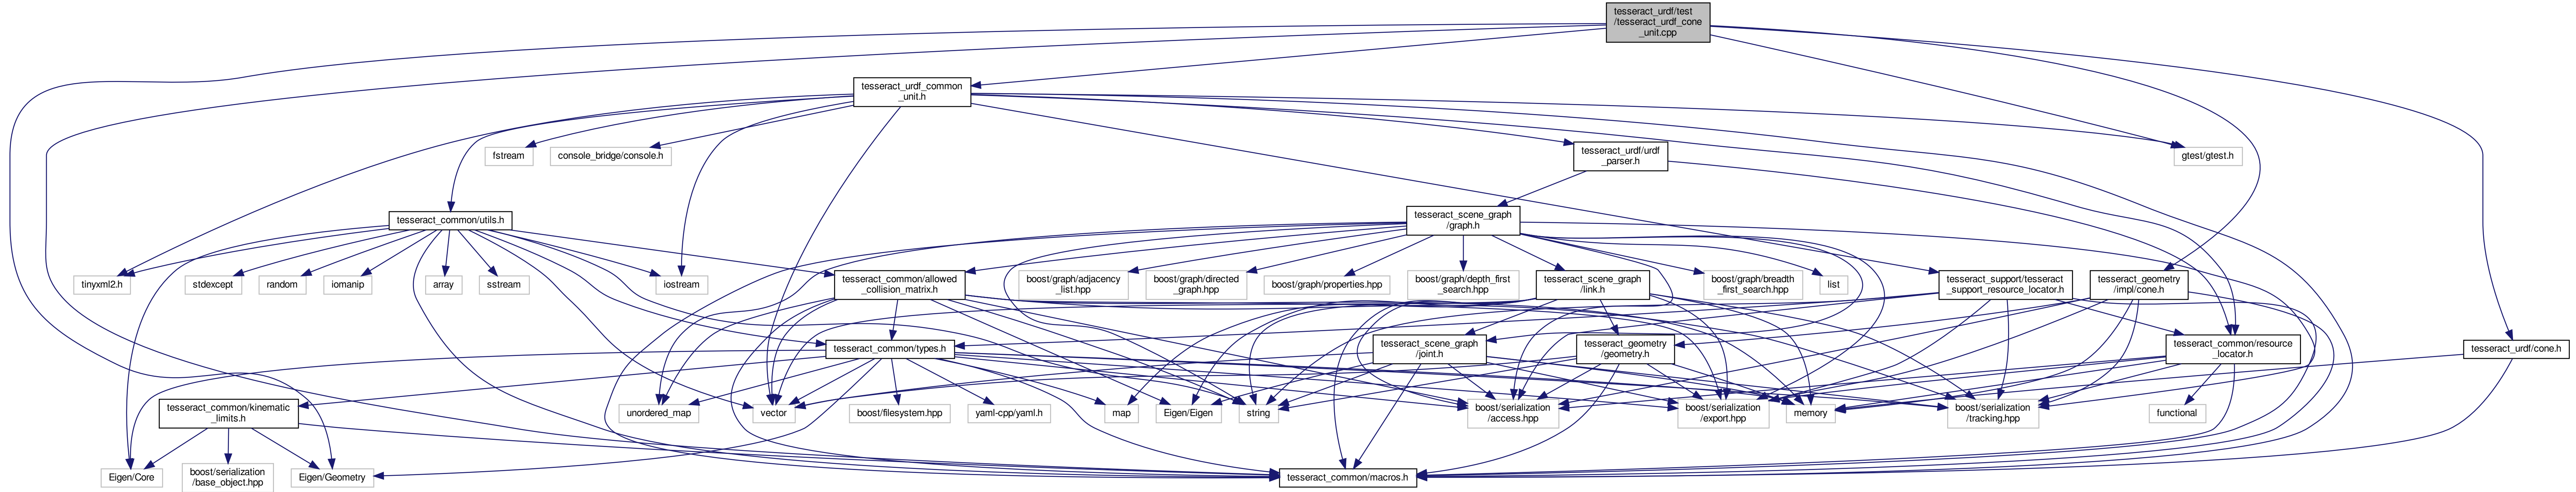 tesseract_urdf/test
/tesseract_urdf_cone
_unit.cpp
tesseract_urdf_common
_unit.h
fstream
console_bridge/console.h
tesseract_urdf/urdf
_parser.h
gtest/gtest.h
tesseract_common/utils.h
tesseract_scene_graph
/graph.h
tinyxml2.h
stdexcept
random
iomanip
array
sstream
iostream
tesseract_common/allowed
_collision_matrix.h
boost/graph/adjacency
_list.hpp
boost/graph/directed
_graph.hpp
boost/graph/properties.hpp
boost/graph/depth_first
_search.hpp
tesseract_scene_graph
/link.h
boost/graph/breadth
_first_search.hpp
list
tesseract_support/tesseract
_support_resource_locator.h
tesseract_geometry
/impl/cone.h
tesseract_common/types.h
tesseract_scene_graph
/joint.h
tesseract_geometry
/geometry.h
tesseract_common/resource
_locator.h
tesseract_urdf/cone.h
tesseract_common/kinematic
_limits.h
unordered_map
vector
boost/filesystem.hpp
yaml-cpp/yaml.h
map
Eigen/Eigen
string
boost/serialization
/access.hpp
boost/serialization
/export.hpp
memory
boost/serialization
/tracking.hpp
functional
Eigen/Core
boost/serialization
/base_object.hpp
Eigen/Geometry
tesseract_common/macros.h